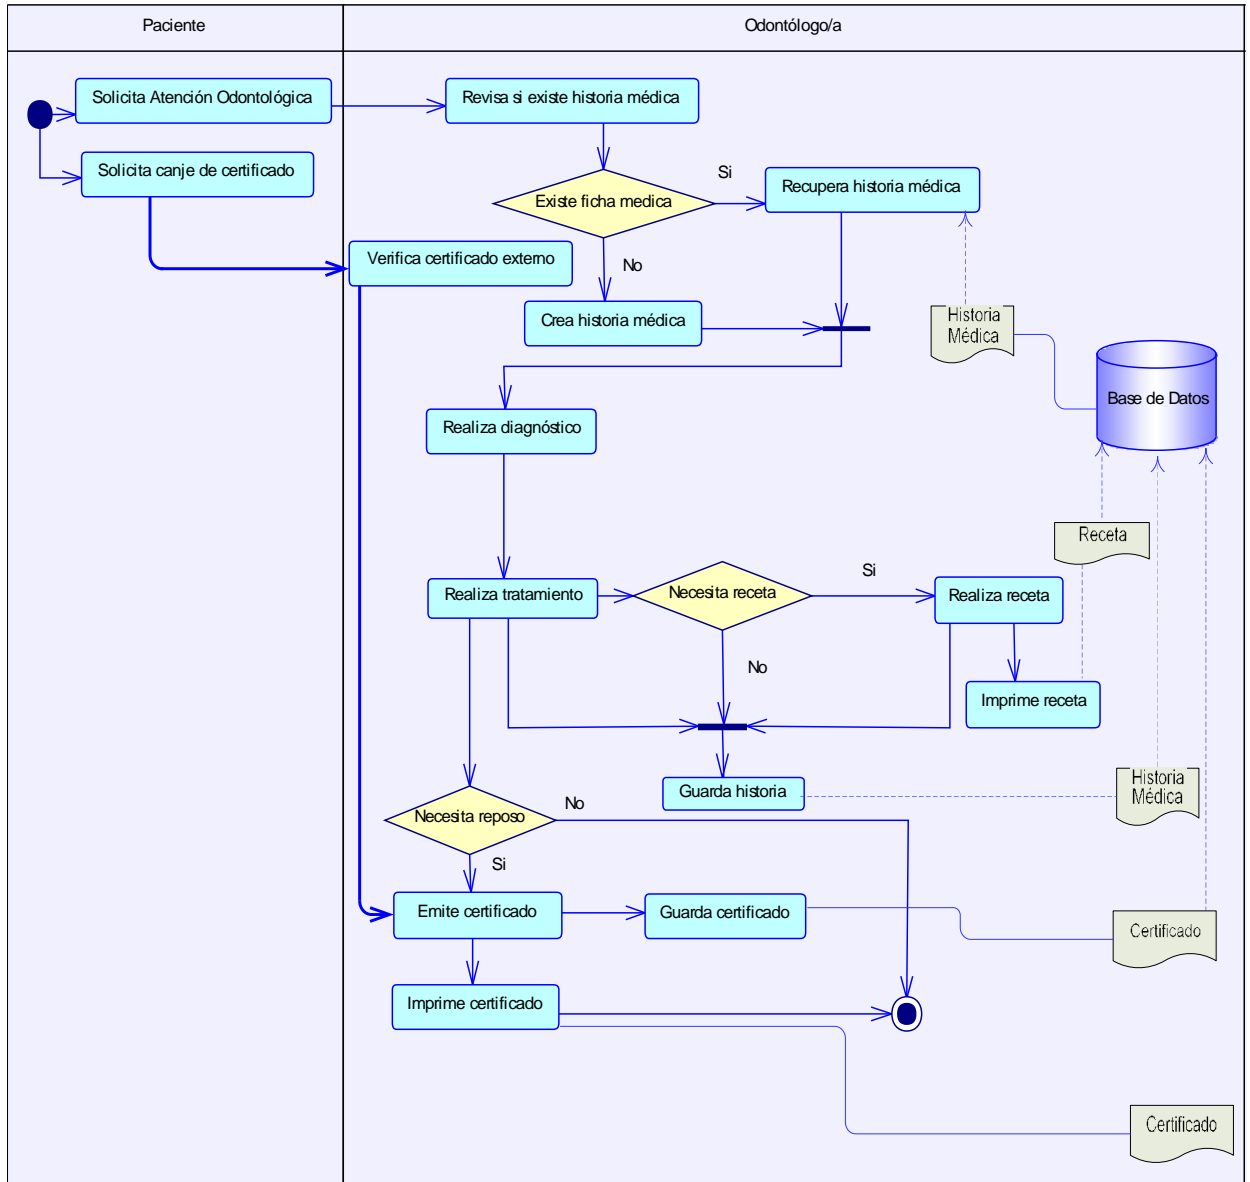 Paciente
Odontólogo/a
Solicita Atención Odontológica
Revisa si existe historia médica
Solicita canje de certificado
Si
Existe ficha medica
Recupera historia médica
Verifica certificado externo
No
Crea historia médica
Historia
Médica
Base de Datos
Realiza diagnóstico
Receta
Si
Realiza tratamiento
Necesita receta
Realiza receta
No
Imprime receta
Guarda historia
Historia
Médica
Necesita reposo
No
Si
Emite certificado
Guarda certificado
Certificado
Imprime certificado
Certificado